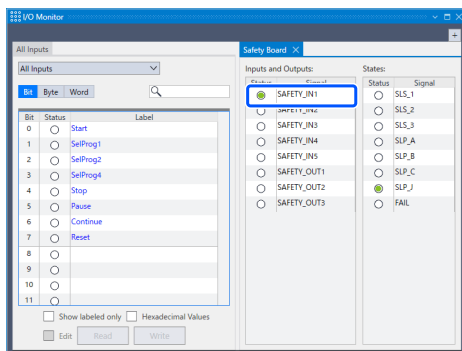 I/O Monitor
+
All Inputs
All Inputs
Bit Byte Word
Bit Status Label
0 Start
1 SelProg1
2 SelProg2
3 SelProg4
4 Stop
5 Pause
6 Continue
7 Reset
8
9
10
11
Show labeled only Hexadecimal Values
Edit Read Write
Safety Board ×
Inputs and Outputs:
Status Signal
SAFETY_IN1
SAFETY_IN2
SAFETY_IN3
SAFETY_IN4
SAFETY_IN5
SAFETY_OUT1
SAFETY_OUT2
SAFETY_OUT3
States:
Status Signal
SLS_1
SLS_2
SLS_3
SLP_A
SLP_B
SLP_C
SLP_J
FAIL